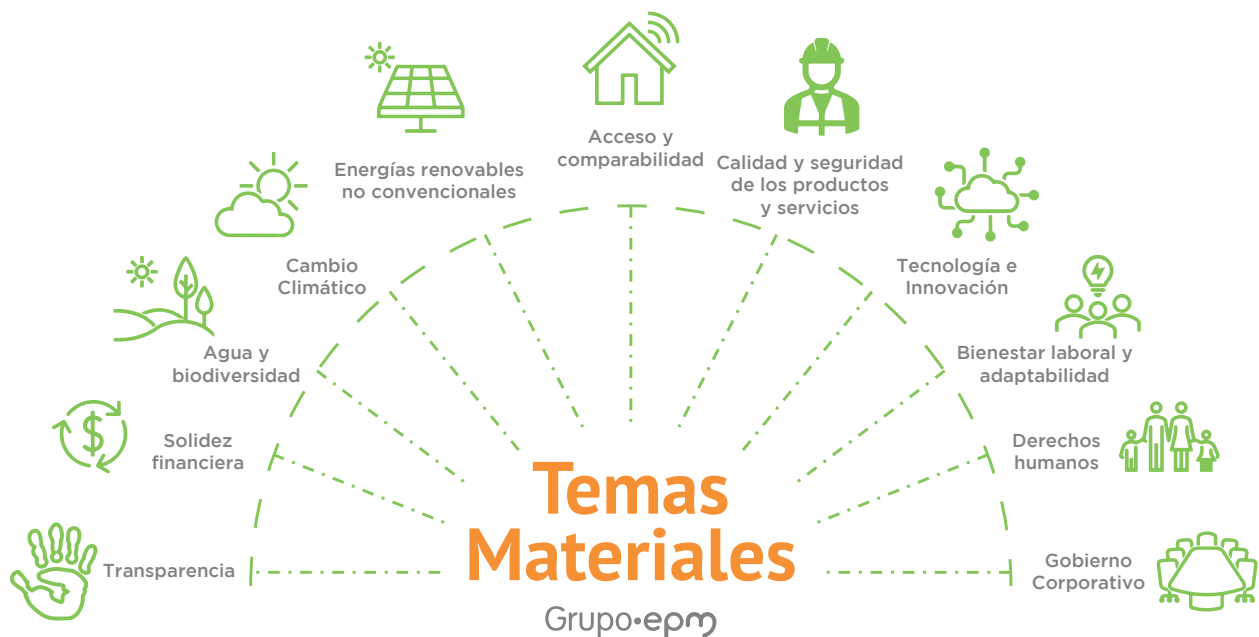 Acceso y
comparabilidad
Energías renovables
no convencionales
Calidad y seguridad
de los productos
y servicios
Cambio
Climático
Tecnología e
Innovación
Agua y
biodiversidad
Bienestar laboral y
adaptabilidad
Solidez
financiera
Derechos
humanos
Transparencia
Gobierno
Corporativo
$
Temas
Materiales
Grupo•epm